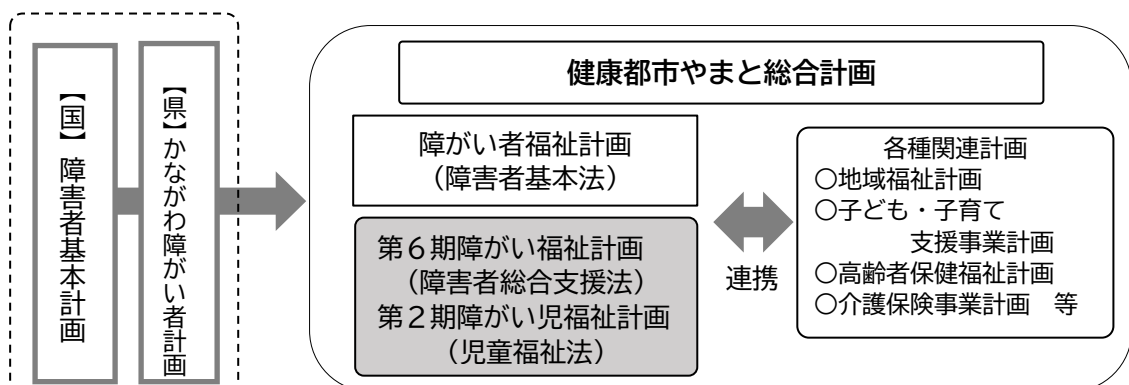 【国】障害者基本計画
【県】かながわ障がい者計画
健康都市やまと総合計画
障がい者福祉計画
（障害者基本法）
第６期障がい福祉計画
（障害者総合支援法）
第２期障がい児福祉計画
（児童福祉法）
連携
各種関連計画
○地域福祉計画
○子ども・子育て
支援事業計画
○高齢者保健福祉計画
○介護保険事業計画　等